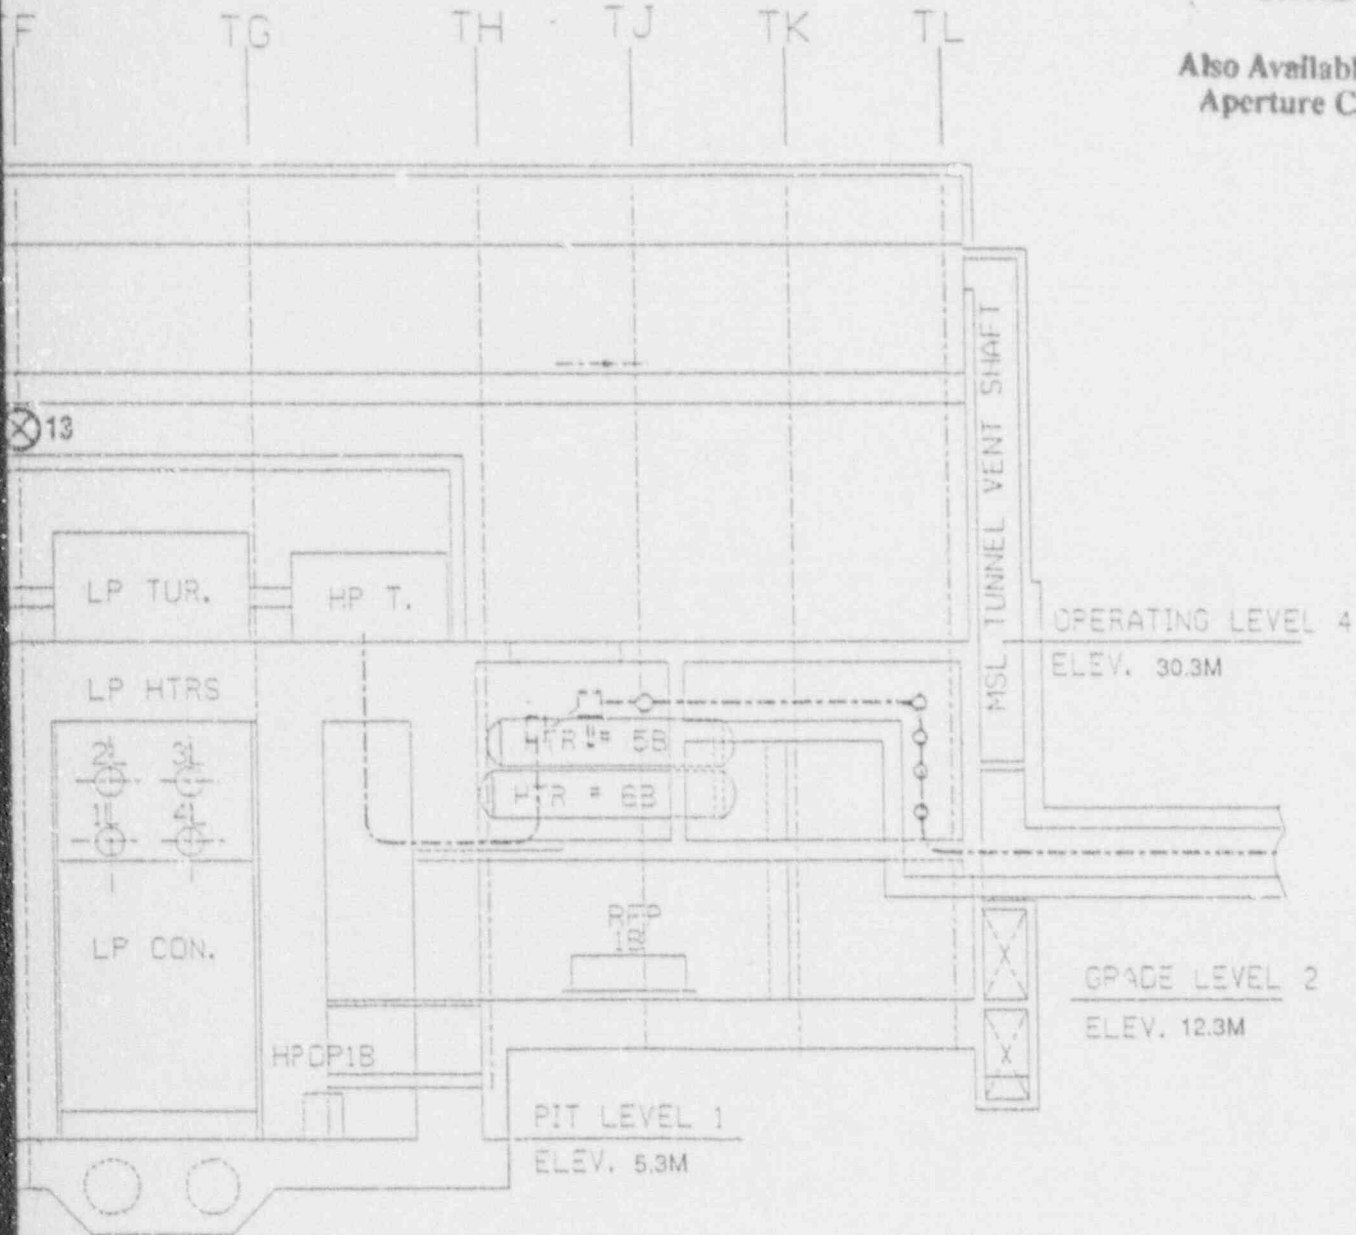 F TG TH TJ TK TL
Also Availabl
Aperture C
13
MSL TUNNEL VENT SHAFT
LP TUR.
HP T.
OPERATING LEVEL 4
ELEV. 30.3M
LP HTRS
2 3
1 4
HTR # 5B
HTR # 6B
LP CON.
RFP
1B
GRADE LEVEL 2
ELEV. 12.3M
HPCP1B
PIT LEVEL 1
ELEV. 5.3M